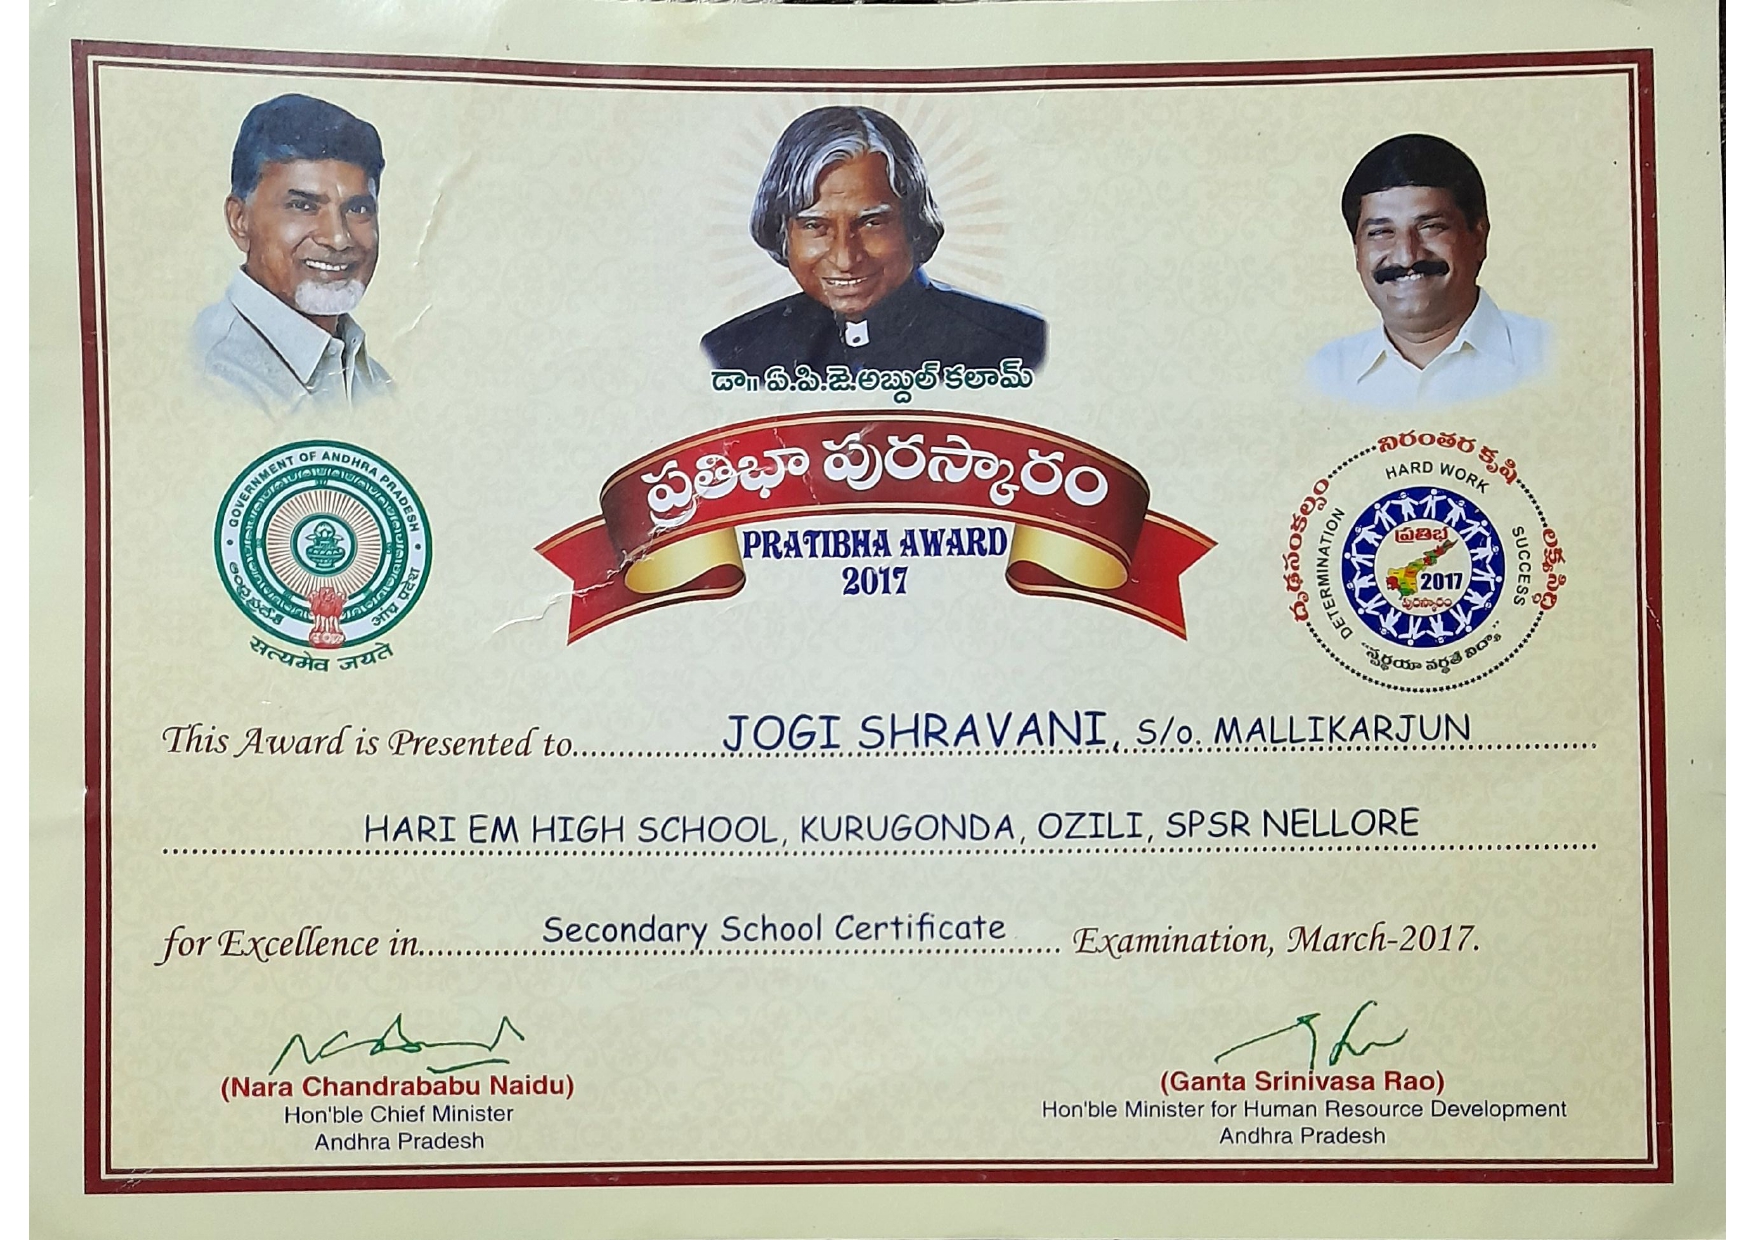 డా॥ ఏ.పి.జె.అబ్దుల్ కలామ్
ప్రతిభా పురస్కారం
PRATIBHA AWARD
2017
GOVERNMENT OF ANDHRA PRADESH
ఆంధ్రప్రదేశ్
आंध्र प्रदेश
सत्यमेव जयते
దృఢసంకల్పం
నిరంతర కృషి
లక్ష్యసిద్ధి
DETERMINATION
HARD WORK
SUCCESS
ప్రతిభ
2017
పురస్కారం
"స్పర్థయా వర్ధతే విద్యా"
This Award is Presented to.............JOGI SHRAVANI, S/o. MALLIKARJUN
HARI EM HIGH SCHOOL, KURUGONDA, OZILI, SPSR NELLORE
for Excellence in..........Secondary School Certificate..... Examination, March-2017.
(Nara Chandrababu Naidu)
Hon'ble Chief Minister
Andhra Pradesh
(Ganta Srinivasa Rao)
Hon'ble Minister for Human Resource Development
Andhra Pradesh